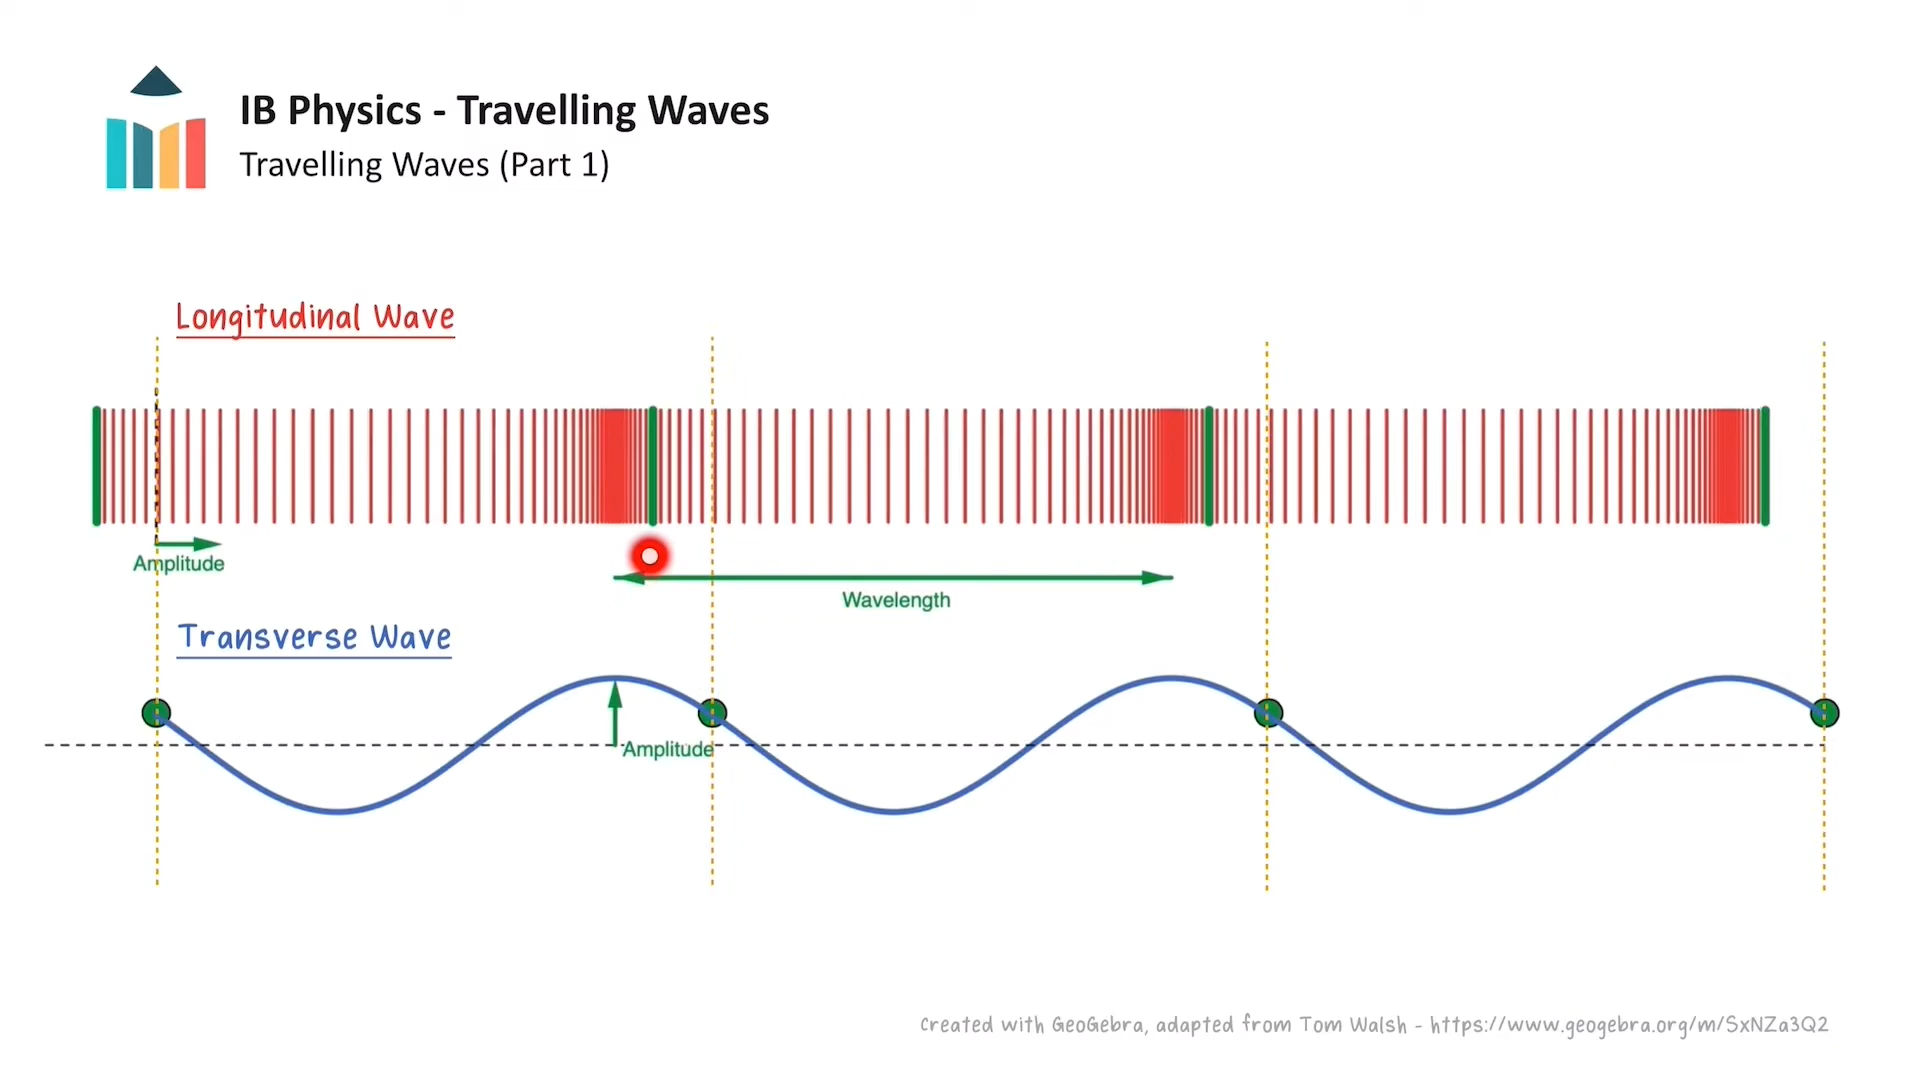 IB Physics - Travelling Waves
Travelling Waves (Part 1)
Longitudinal Wave
Amplitude
Wavelength
Transverse Wave
Amplitude
Created with GeoGebra, adapted from Tom Walsh - https://www.geogebra.org/m/SxNZa3Q2